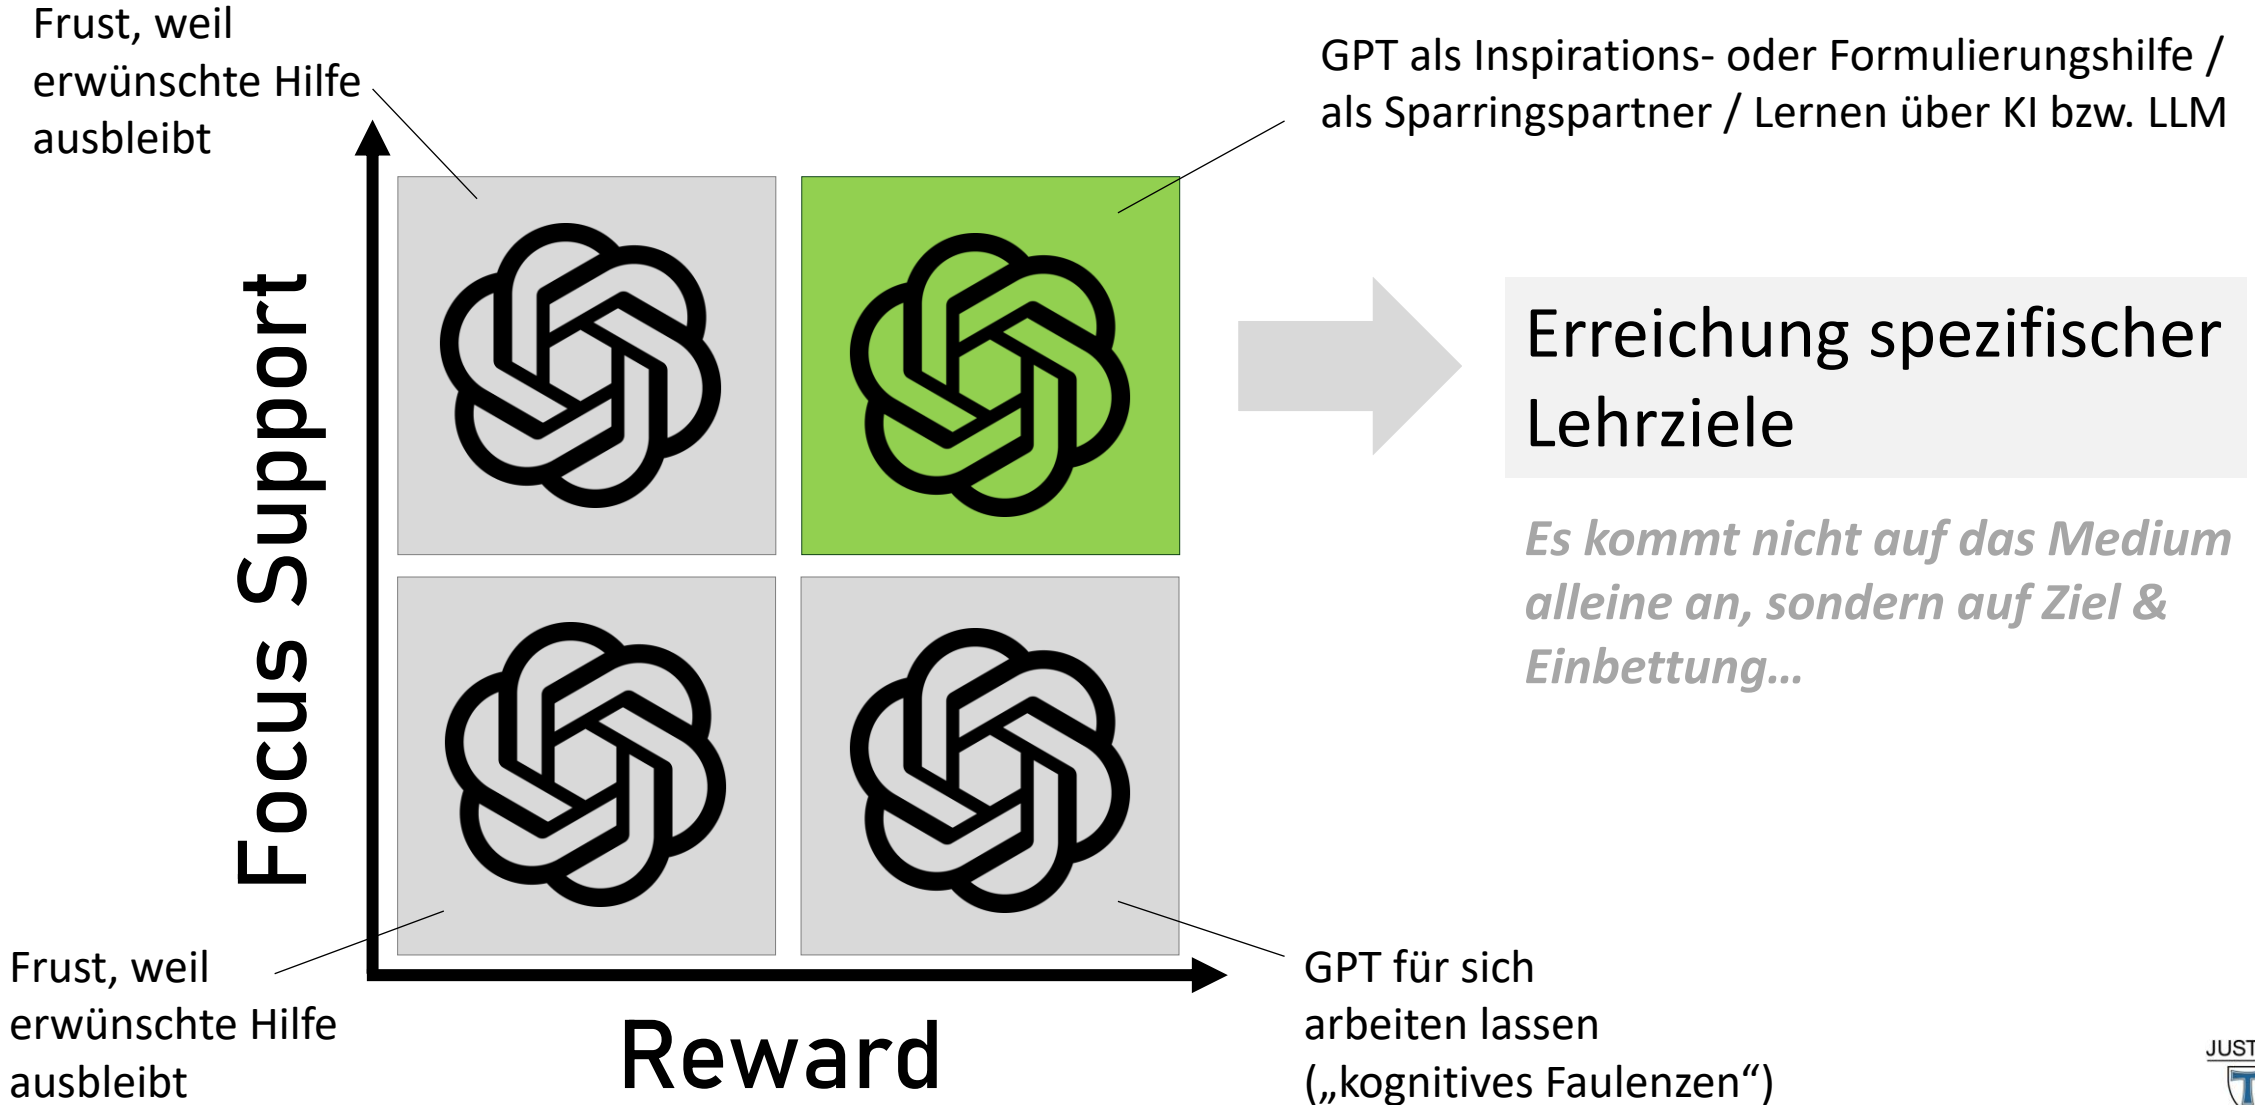 Frust, weil
erwünschte Hilfe
ausbleibt
GPT als Inspirations- oder Formulierungshilfe /
als Sparringspartner / Lernen über KI bzw. LLM
Focus Support
Erreichung spezifischer
Lehrziele
Es kommt nicht auf das Medium
alleine an, sondern auf Ziel &
Einbettung…
Frust, weil
erwünschte Hilfe
ausbleibt
Reward
GPT für sich
arbeiten lassen
(„kognitives Faulenzen“)